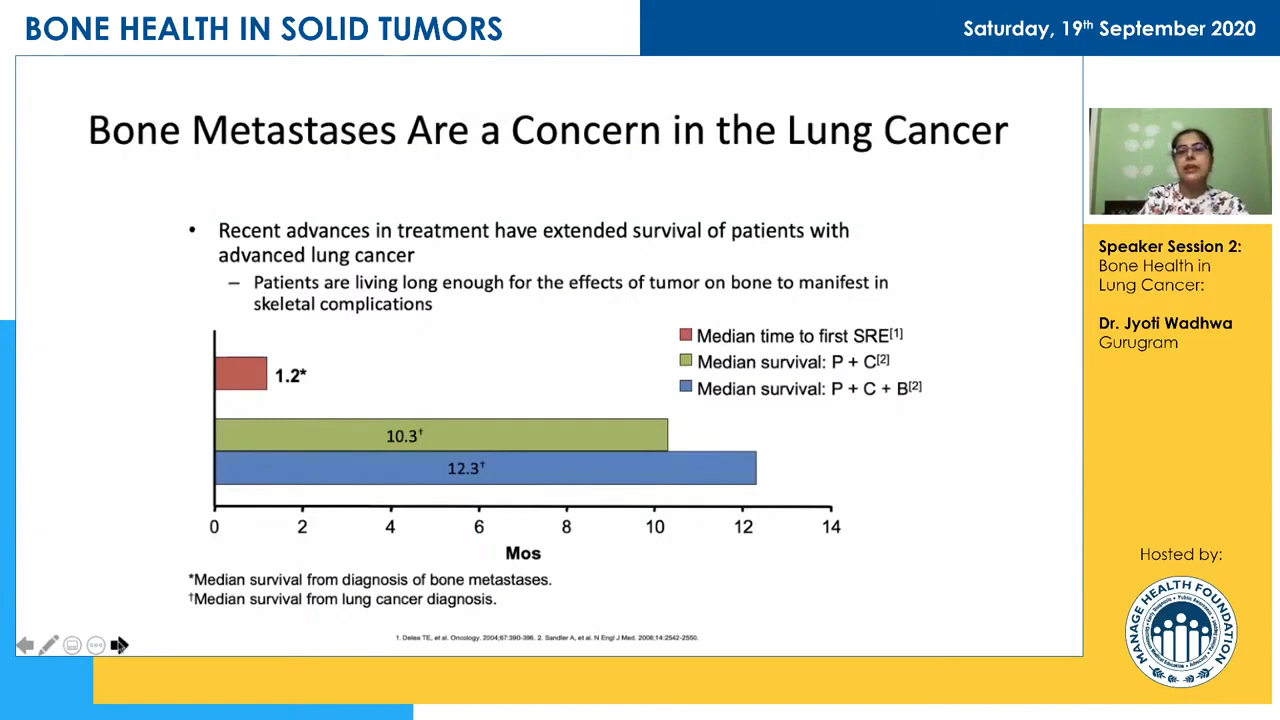 BONE HEALTH IN SOLID TUMORS
Saturday, 19th September 2020
Bone Metastases Are a Concern in the Lung Cancer
• Recent advances in treatment have extended survival of patients with
advanced lung cancer
– Patients are living long enough for the effects of tumor on bone to manifest in
skeletal complications
Median time to first SRE[1]
Median survival: P + C[2]
Median survival: P + C + B[2]
1.2*
10.3†
12.3†
0 2 4 6 8 10 12 14
Mos
*Median survival from diagnosis of bone metastases.
†Median survival from lung cancer diagnosis.
1. Delea TE, et al. Oncology. 2004;67:390-396. 2. Sandler A, et al. N Engl J Med. 2006;14:2542-2550.
Speaker Session 2:
Bone Health in
Lung Cancer:
Dr. Jyoti Wadhwa
Gurugram
Hosted by:
MANAGE HEALTH FOUNDATION